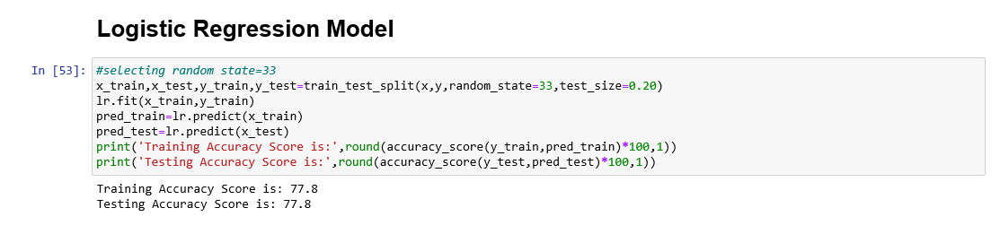 Logistic Regression Model
In [53]: #selecting random state=33
x_train,x_test,y_train,y_test=train_test_split(x,y,random_state=33,test_size=0.20)
lr.fit(x_train,y_train)
pred_train=lr.predict(x_train)
pred_test=lr.predict(x_test)
print('Training Accuracy Score is:',round(accuracy_score(y_train,pred_train)*100,1))
print('Testing Accuracy Score is:',round(accuracy_score(y_test,pred_test)*100,1))
Training Accuracy Score is: 77.8
Testing Accuracy Score is: 77.8